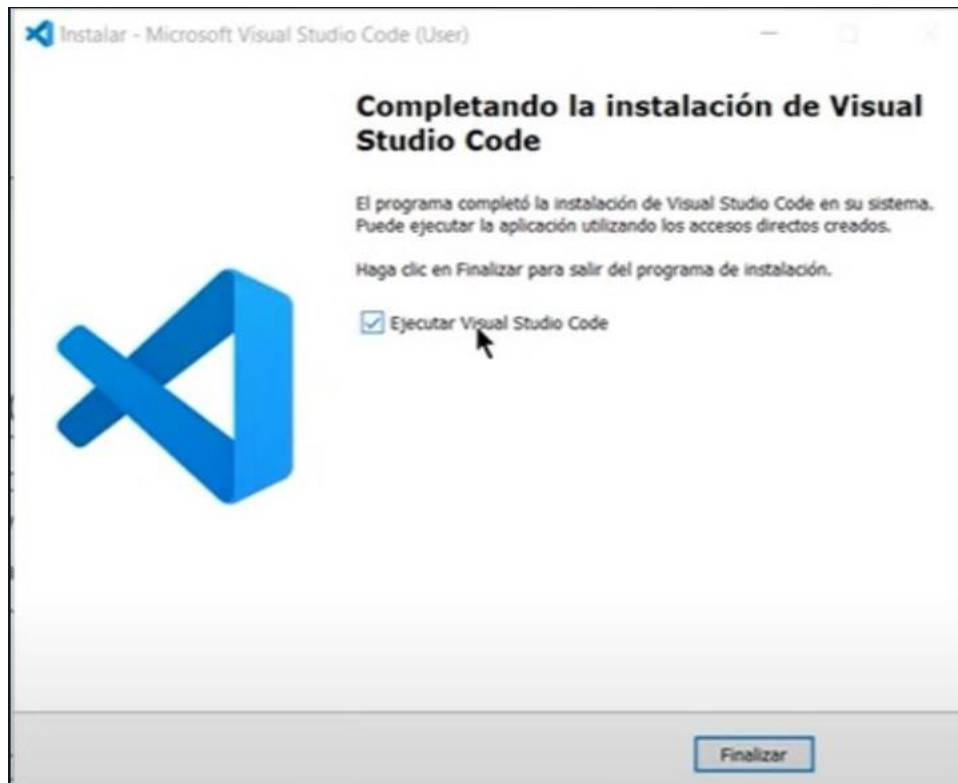 Instalar - Microsoft Visual Studio Code (User)
Completando la instalación de Visual
Studio Code
El programa completó la instalación de Visual Studio Code en su sistema.
Puede ejecutar la aplicación utilizando los accesos directos creados.
Haga clic en Finalizar para salir del programa de instalación.
Ejecutar Visual Studio Code
Finalizar